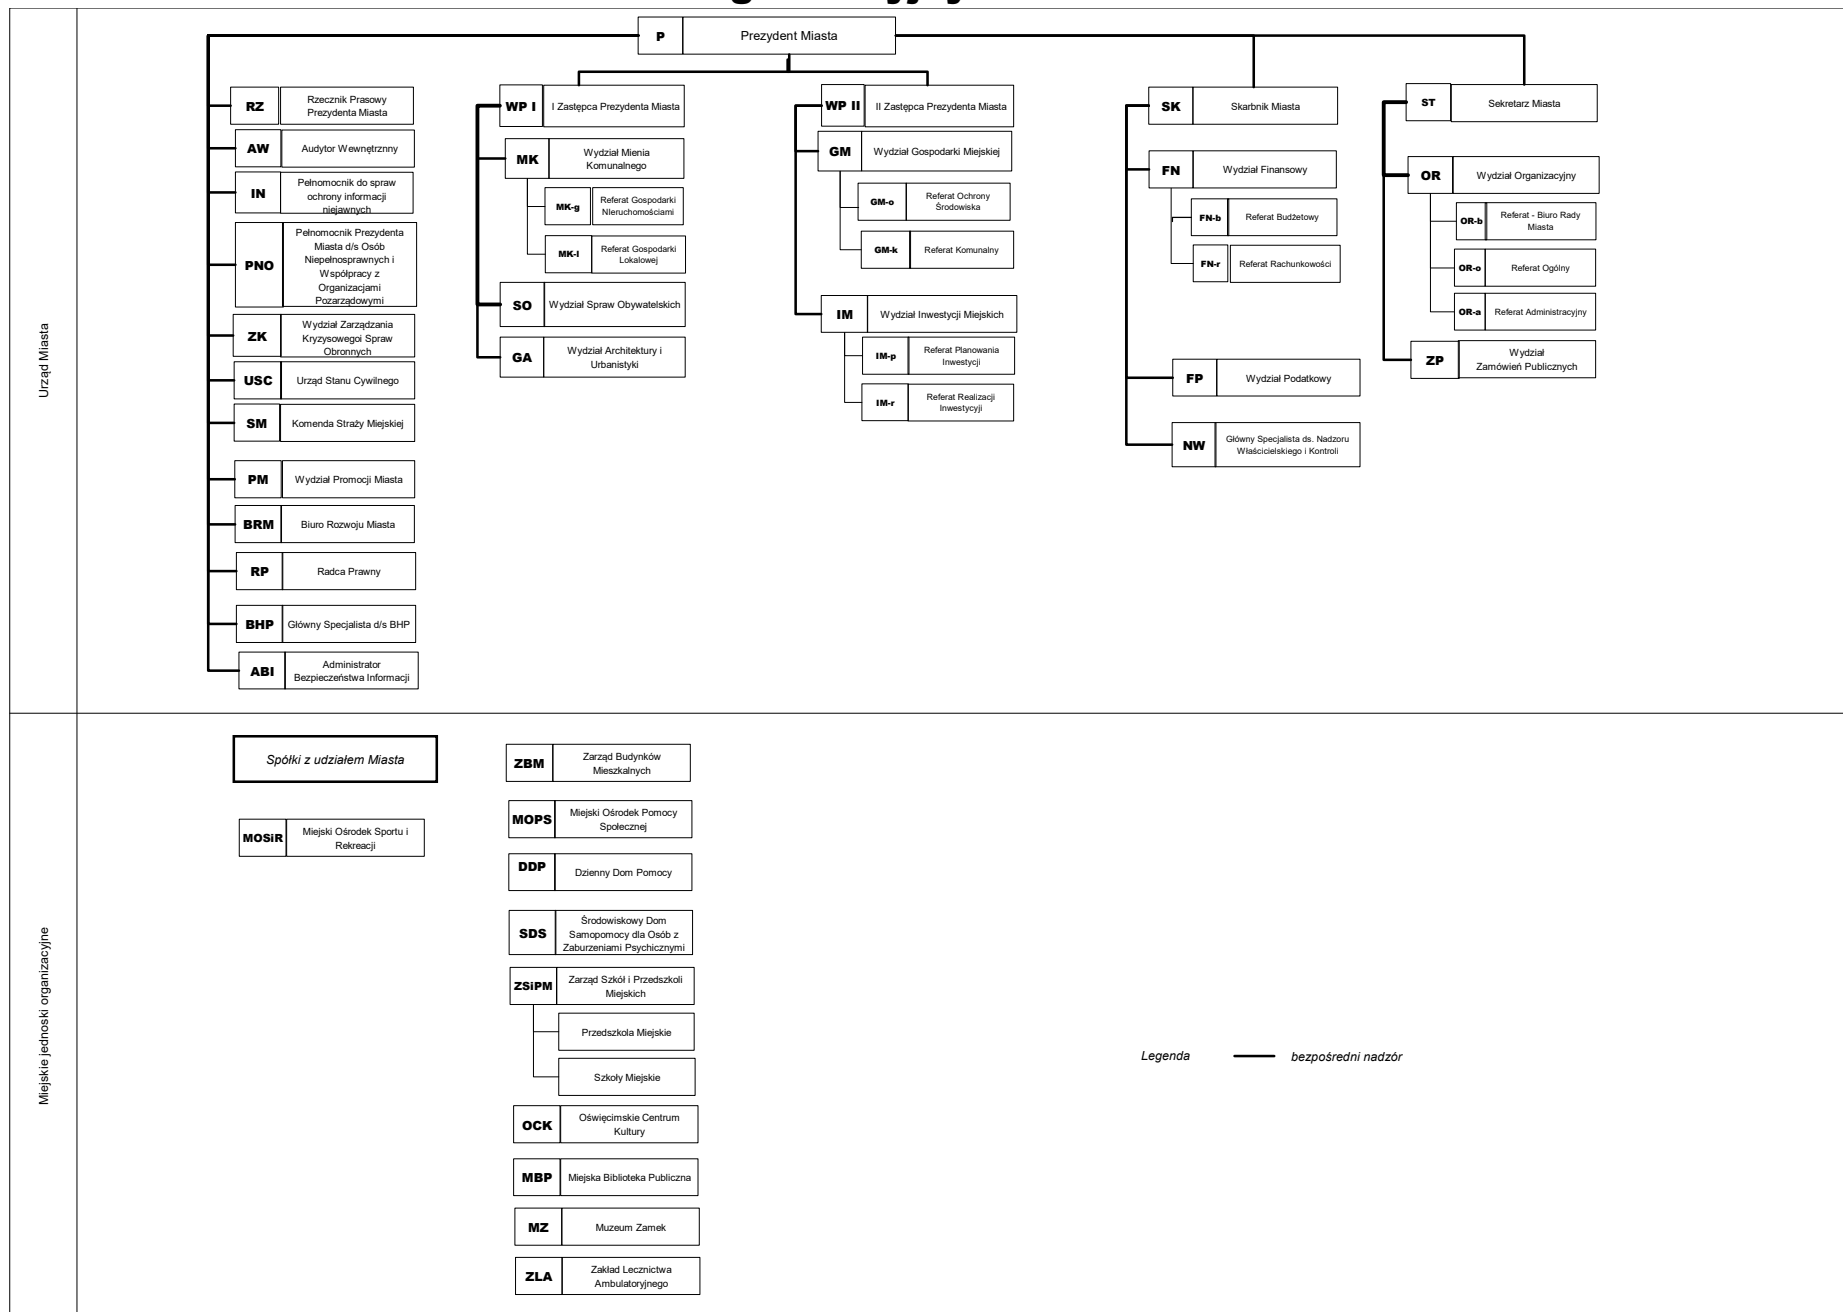 Urząd Miasta
P
Prezydent Miasta
RZ
Rzecznik Prasowy
Prezydenta Miasta
AW
Audytor Wewnętrznny
IN
Pełnomocnik do spraw
ochrony informacji
niejawnych
PNO
Pełnomocnik Prezydenta
Miasta d/s Osób
Niepełnosprawnych i
Współpracy z
Organizacjami
Pozarządowymi
ZK
Wydział Zarządzania
Kryzysowegoi Spraw
Obronnych
USC
Urząd Stanu Cywilnego
SM
Komenda Straży Miejskiej
PM
Wydział Promocji Miasta
BRM
Biuro Rozwoju Miasta
RP
Radca Prawny
BHP
Główny Specjalista d/s BHP
ABI
Administrator
Bezpieczeństwa Informacji
WP I
I Zastępca Prezydenta Miasta
MK
Wydział Mienia
Komunalnego
MK-g
Referat Gospodarki
NIeruchomościami
MK-l
Referat Gospodarki
Lokalowej
SO
Wydział Spraw Obywatelskich
GA
Wydział Architektury i
Urbanistyki
WP II
II Zastępca Prezydenta Miasta
GM
Wydział Gospodarki Miejskiej
GM-o
Referat Ochrony
Środowiska
GM-k
Referat Komunalny
IM
Wydział Inwestycji Miejskich
IM-p
Referat Planowania
Inwestycji
IM-r
Referat Realizacji
Inwestycyji
SK
Skarbnik Miasta
FN
Wydział Finansowy
FN-b
Referat Budżetowy
FN-r
Referat Rachunkowości
FP
Wydział Podatkowy
NW
Główny Specjalista ds. Nadzoru
Właścicielskiego i Kontroli
ST
Sekretarz Miasta
OR
Wydział Organizacyjny
OR-b
Referat - Biuro Rady
Miasta
OR-o
Referat Ogólny
OR-a
Referat Administracyjny
ZP
Wydział
Zamówień Publicznych
Miejskie jednoski organizacyjne
Spółki z udziałem Miasta
MOSiR
Miejski Ośrodek Sportu i
Rekreacji
ZBM
Zarząd Budynków
Mieszkalnych
MOPS
Miejski Ośrodek Pomocy
Społecznej
DDP
Dzienny Dom Pomocy
SDS
Środowiskowy Dom
Samopomocy dla Osób z
Zaburzeniami Psychicznymi
ZSiPM
Zarząd Szkół i Przedszkoli
Miejskich
Przedszkola Miejskie
Szkoły Miejskie
OCK
Oświęcimskie Centrum
Kultury
MBP
Miejska Biblioteka Publiczna
MZ
Muzeum Zamek
ZLA
Zakład Lecznictwa
Ambulatoryjnego
Legenda
bezpośredni nadzór